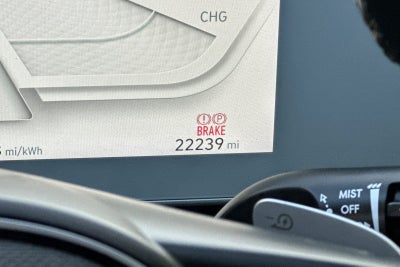 CHG
(!) (P)
BRAKE
mi/kWh
22239 mi
MIST
OFF